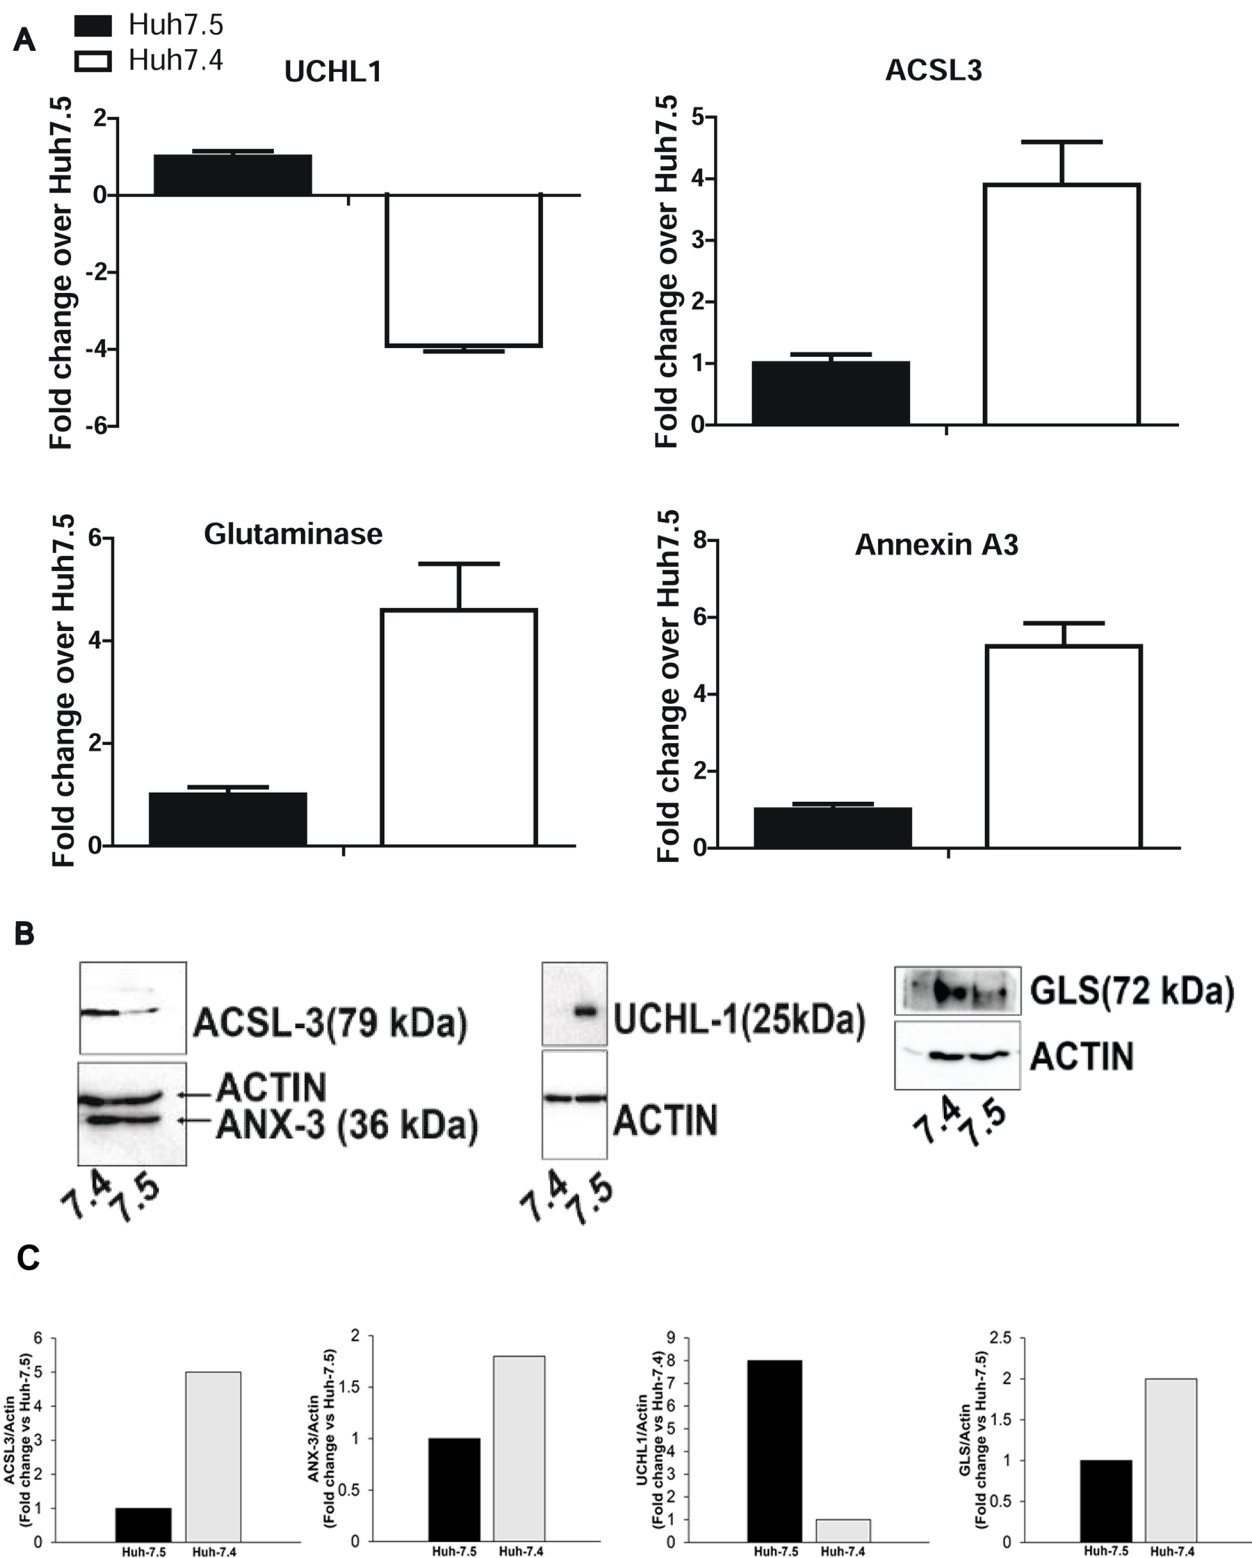 A
Huh7.5
Huh7.4
UCHL1
Fold change over Huh7.5
2
0
-2
-4
-6
ACSL3
Fold change over Huh7.5
5
4
3
2
1
0
Glutaminase
Fold change over Huh7.5
6
4
2
0
Annexin A3
Fold change over Huh7.5
8
6
4
2
0
B
ACSL-3(79 kDa)
ACTIN
ANX-3 (36 kDa)
7.4
7.5
UCHL-1(25kDa)
ACTIN
7.4
7.5
GLS(72 kDa)
ACTIN
7.4
7.5
C
ACSL3/Actin
(Fold change vs Huh-7.5)
6
5
4
3
2
1
0
Huh-7.5
Huh-7.4
ANX-3/Actin
(Fold change vs Huh-7.5)
2
1.5
1
0.5
0
Huh-7.5
Huh-7.4
UCHL1/Actin
(Fold change vs Huh-7.4)
9
8
7
6
5
4
3
2
1
0
Huh-7.5
Huh-7.4
GLS/Actin
(Fold change vs Huh-7.5)
2.5
2
1.5
1
0.5
0
Huh-7.5
Huh-7.4